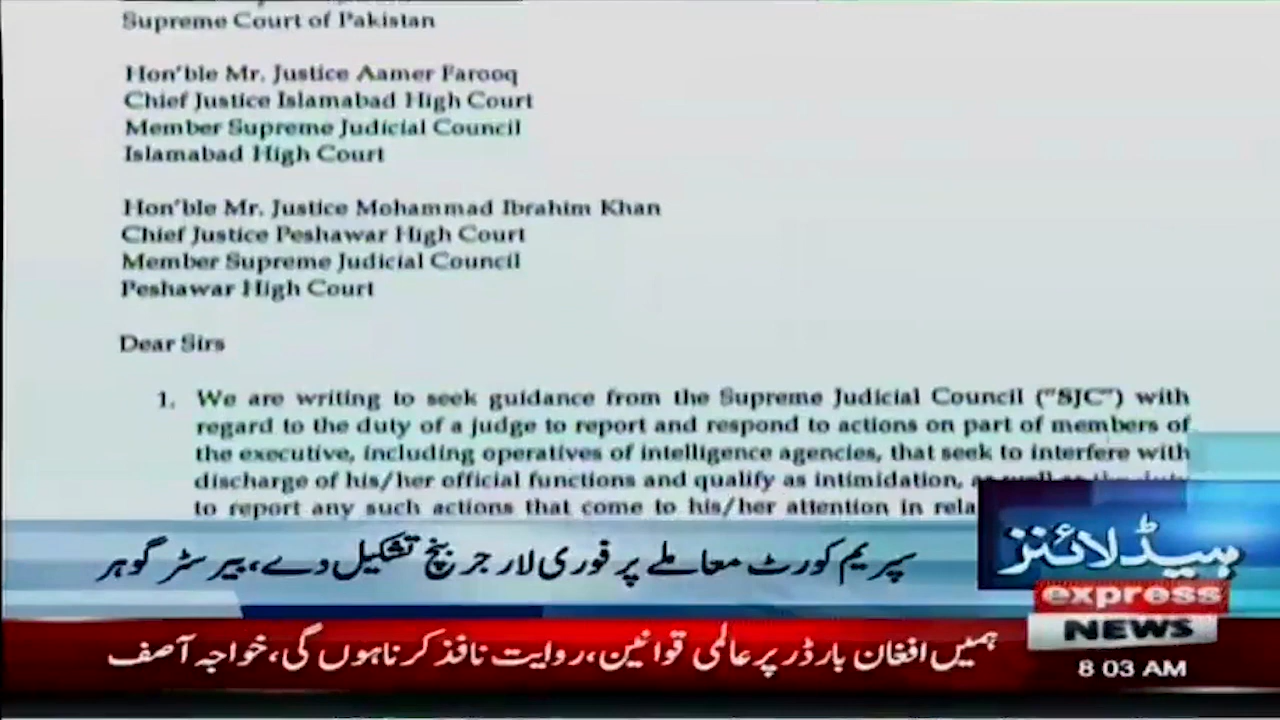 Supreme Court of Pakistan
Hon'ble Mr. Justice Aamer Farooq
Chief Justice Islamabad High Court
Member Supreme Judicial Council
Islamabad High Court
Hon'ble Mr. Justice Mohammad Ibrahim Khan
Chief Justice Peshawar High Court
Member Supreme Judicial Council
Peshawar High Court
Dear Sirs
1. We are writing to seek guidance from the Supreme Judicial Council ("SJC") with
regard to the duty of a judge to report and respond to actions on part of members of
the executive, including operatives of intelligence agencies, that seek to interfere with
discharge of his/her official functions and qualify as intimidation, as well as the duty
to report any such actions that come to his/her attention in rela
ہیڈلائنز
سپریم کورٹ معاملے پر فوری لارجر بنچ تشکیل دے، بیرسٹر گوہر
express
NEWS
8 03 AM
ہمیں افغان بارڈر پر عالمی قوانین، روایت نافذ کرنا ہوں گی، خواجہ آصف